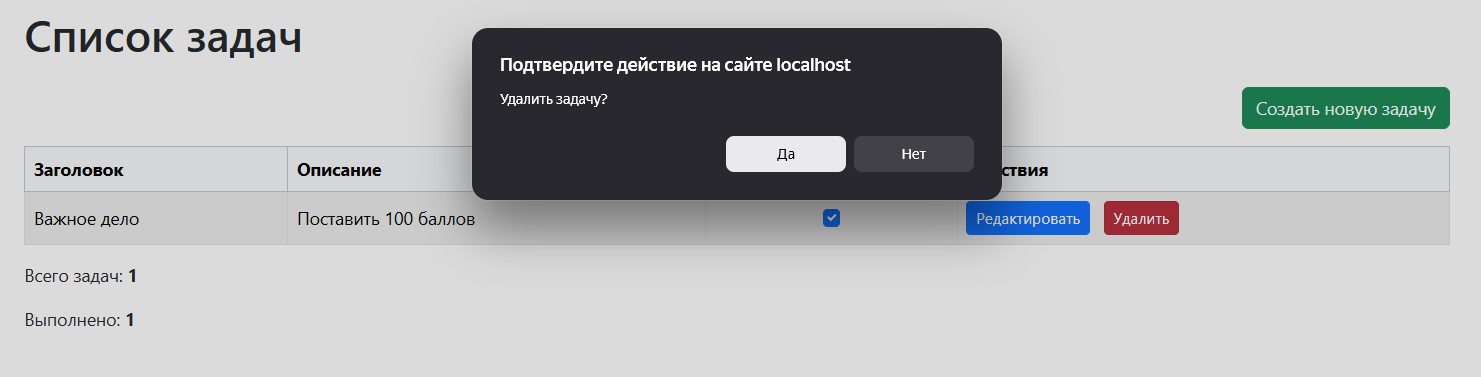 Список задач
Подтвердите действие на сайте localhost
Удалить задачу?
Да Нет
Создать новую задачу
Заголовок Описание ствия
Важное дело Поставить 100 баллов Редактировать Удалить
Всего задач: 1
Выполнено: 1